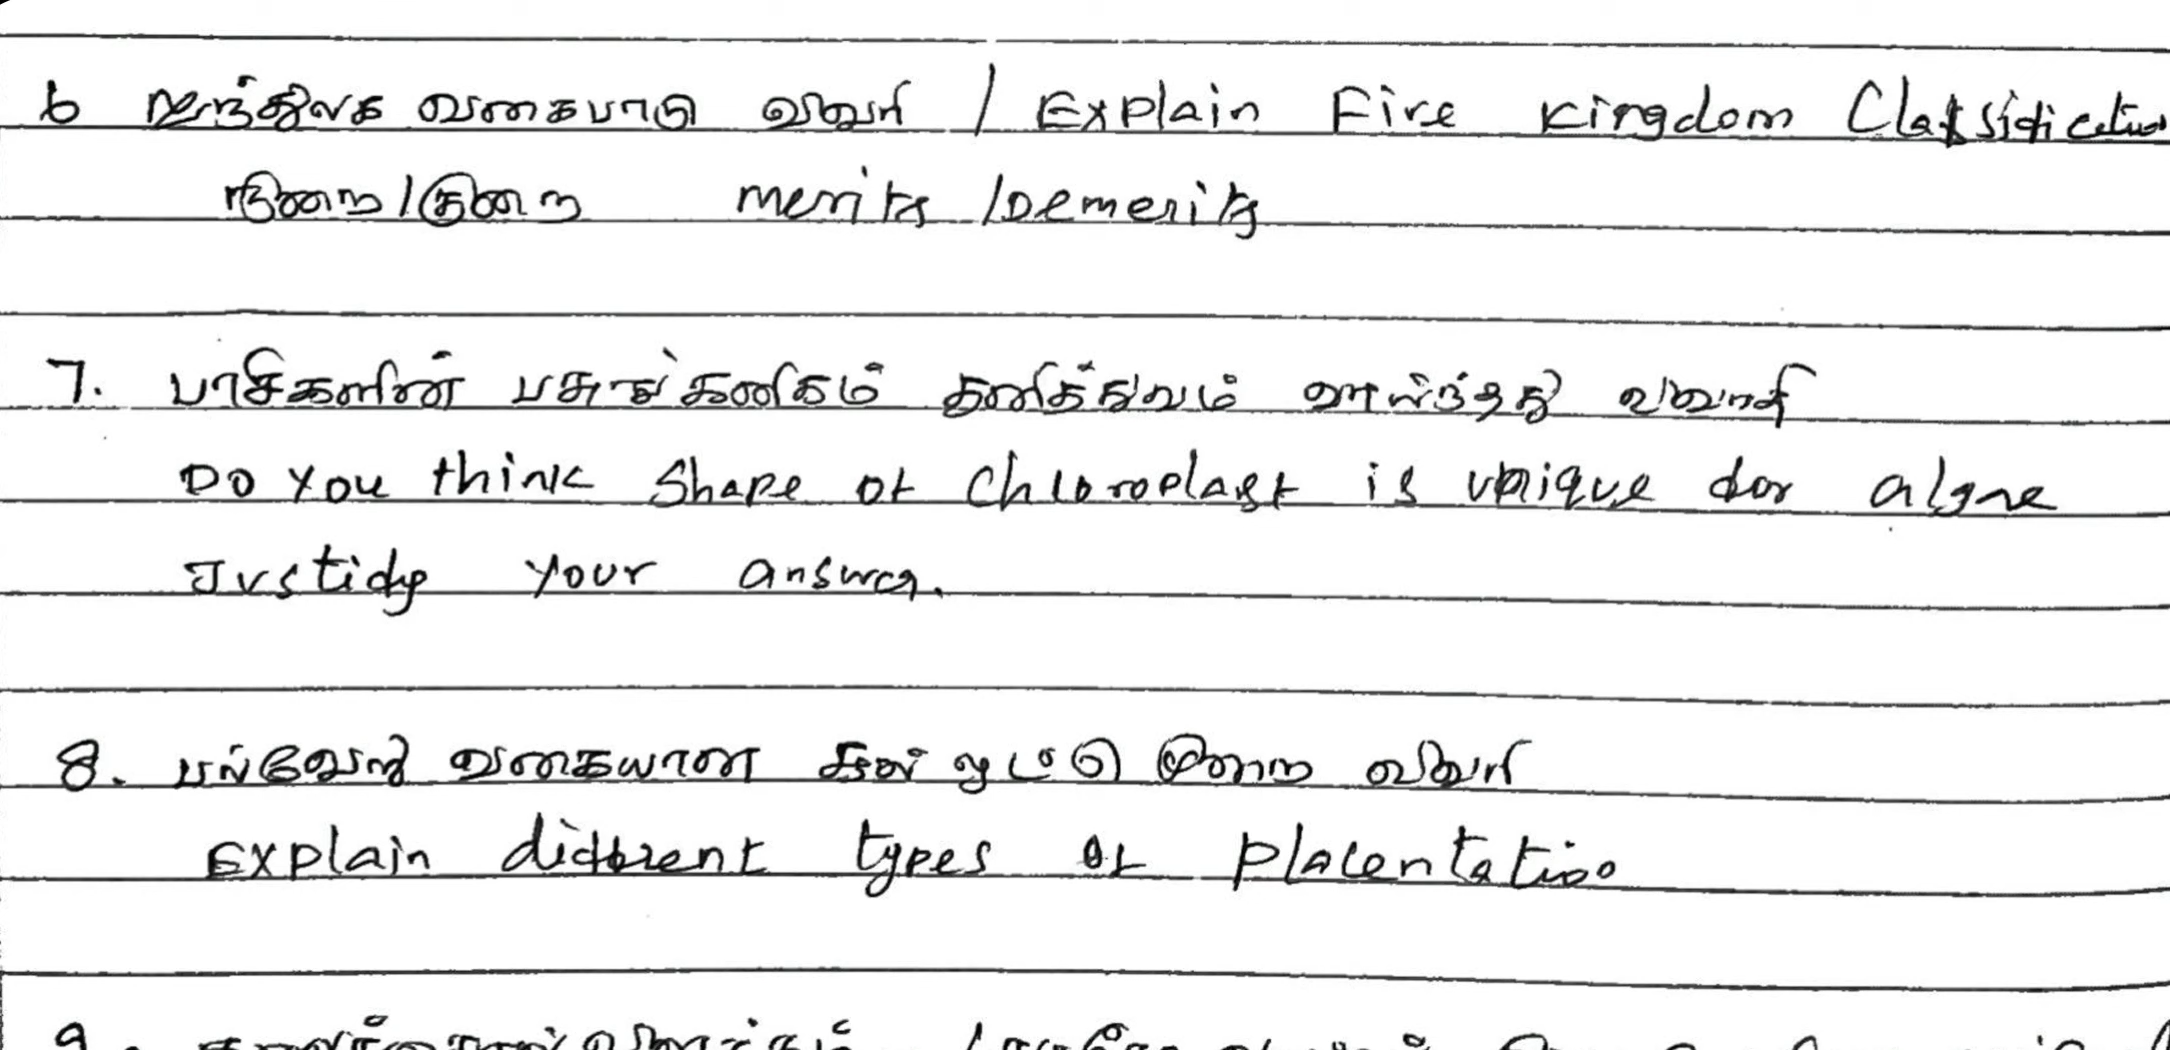 6 ஐந்துலக வகைபாடு விவரி / Explain Five Kingdom Classification
நிறை / குறை merits / Demerits
7. பாசிகளின் பசுங்கணிகம் தனித்துவம் வாய்ந்தது விவாதி
Do you think Shape of Chloroplast is unique for algae
Justify your answer.
8. பல்வேறு வகையான சூல் ஒட்டு முறை விவரி
Explain different types of Placentation
9.